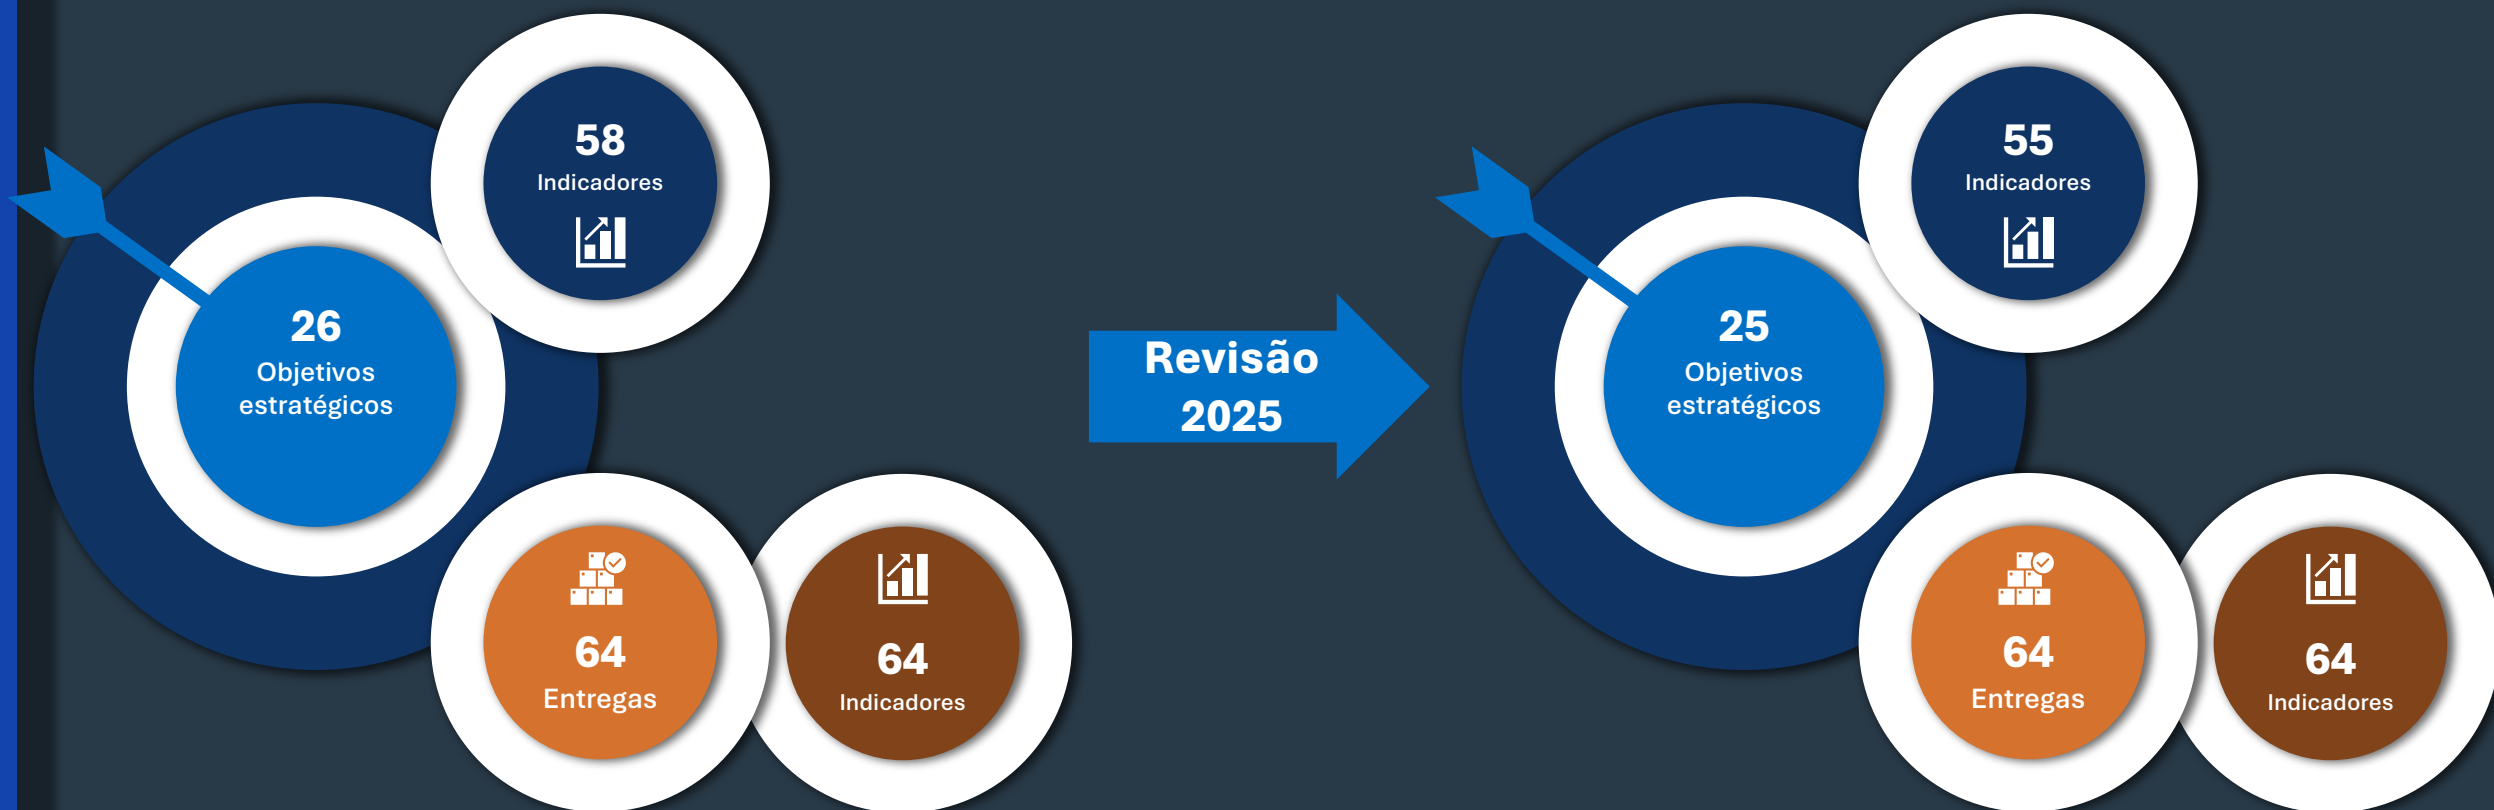 58
Indicadores
26
Objetivos
estratégicos
64
Entregas
64
Indicadores
Revisão
2025
55
Indicadores
25
Objetivos
estratégicos
64
Entregas
64
Indicadores